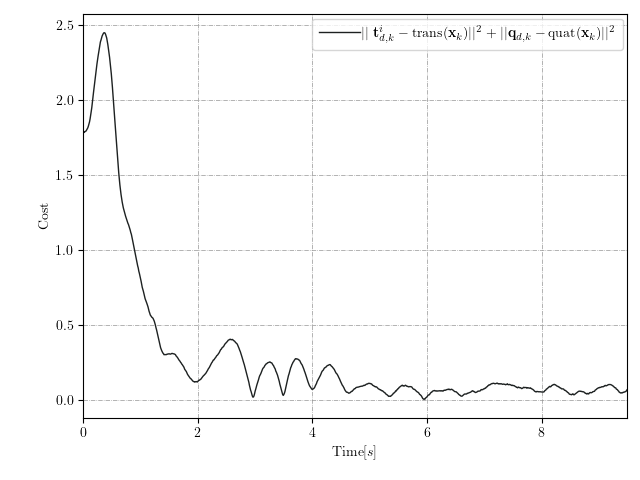 || t^i_{d,k} − trans(x_k)||² + ||q_{d,k} − quat(x_k)||²
2.5
2.0
1.5
1.0
0.5
0.0
Cost
0 2 4 6 8
Time[s]